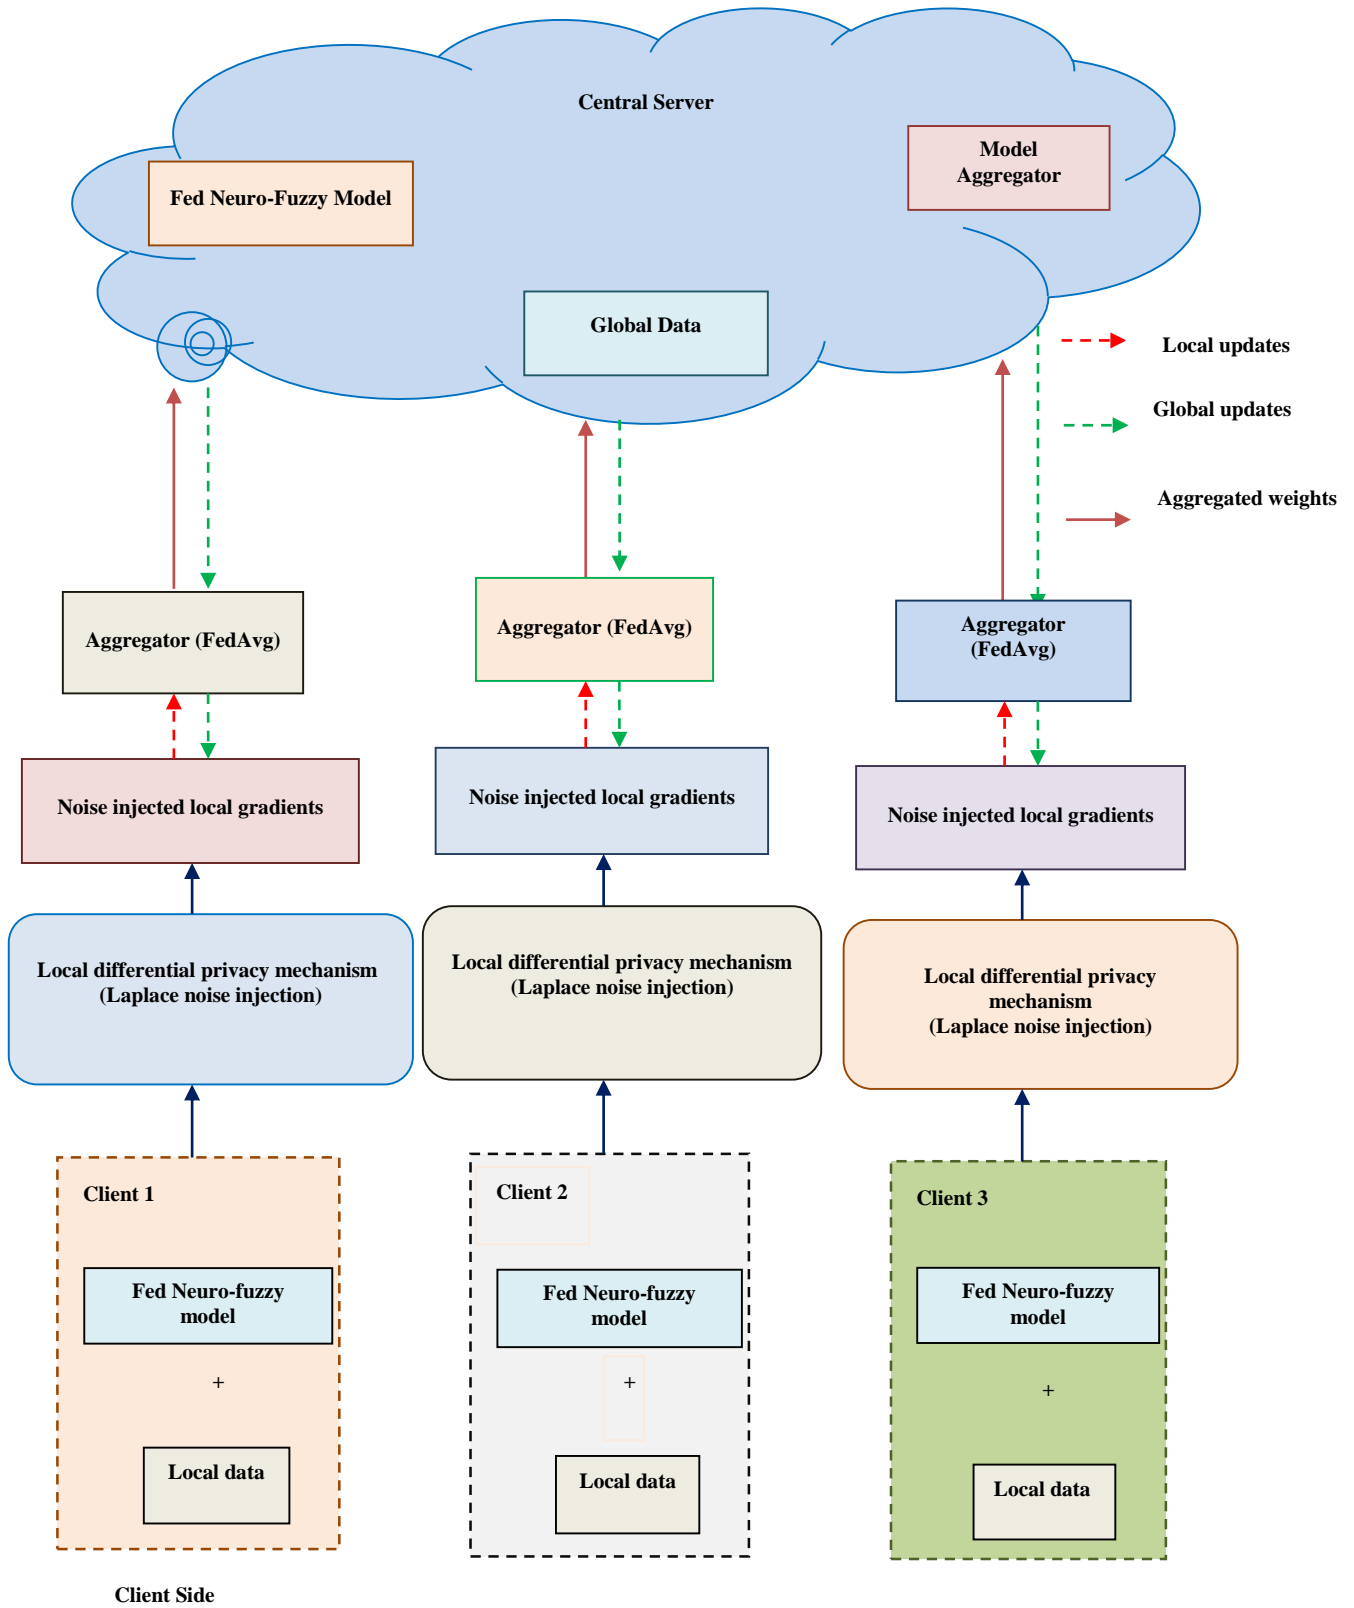 Central Server
Model
Aggregator
Fed Neuro-Fuzzy Model
Global Data
Local updates
Global updates
Aggregated weights
Aggregator (FedAvg)
Aggregator (FedAvg)
Aggregator
(FedAvg)
Noise injected local gradients
Noise injected local gradients
Noise injected local gradients
Local differential privacy mechanism
(Laplace noise injection)
Local differential privacy mechanism
(Laplace noise injection)
Local differential privacy
mechanism
(Laplace noise injection)
Client 1
Fed Neuro-fuzzy
model
+
Local data
Client 2
Fed Neuro-fuzzy
model
+
Local data
Client 3
Fed Neuro-fuzzy
model
+
Local data
Client Side